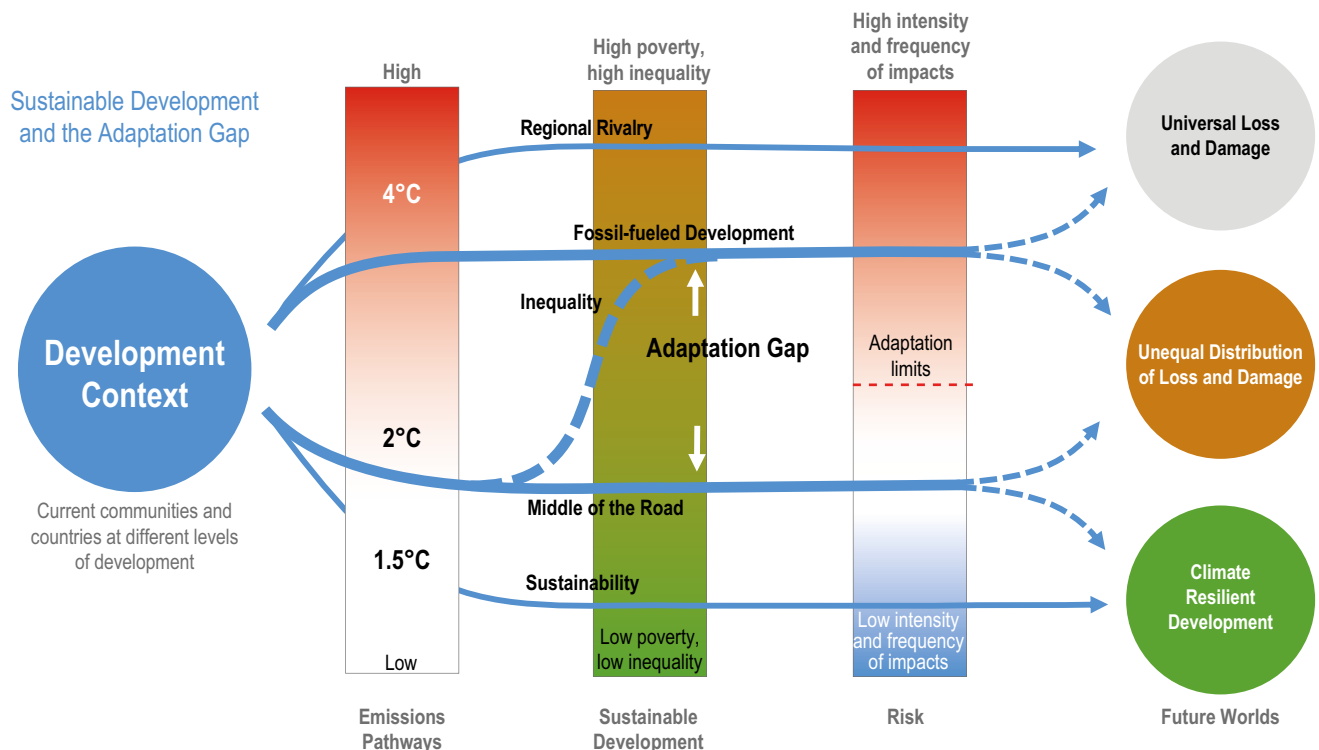 Sustainable Development
and the Adaptation Gap
High
High poverty,
high inequality
High intensity
and frequency
of impacts
Regional Rivalry
Universal Loss
and Damage
4°C
Fossil-fueled Development
Inequality
Development
Context
Adaptation Gap
Adaptation
limits
Unequal Distribution
of Loss and Damage
2°C
Current communities and
countries at different levels
of development
Middle of the Road
1.5°C
Sustainability
Climate
Resilient
Development
Low
Low poverty,
low inequality
Low intensity
and frequency
of impacts
Emissions
Pathways
Sustainable
Development
Risk
Future Worlds